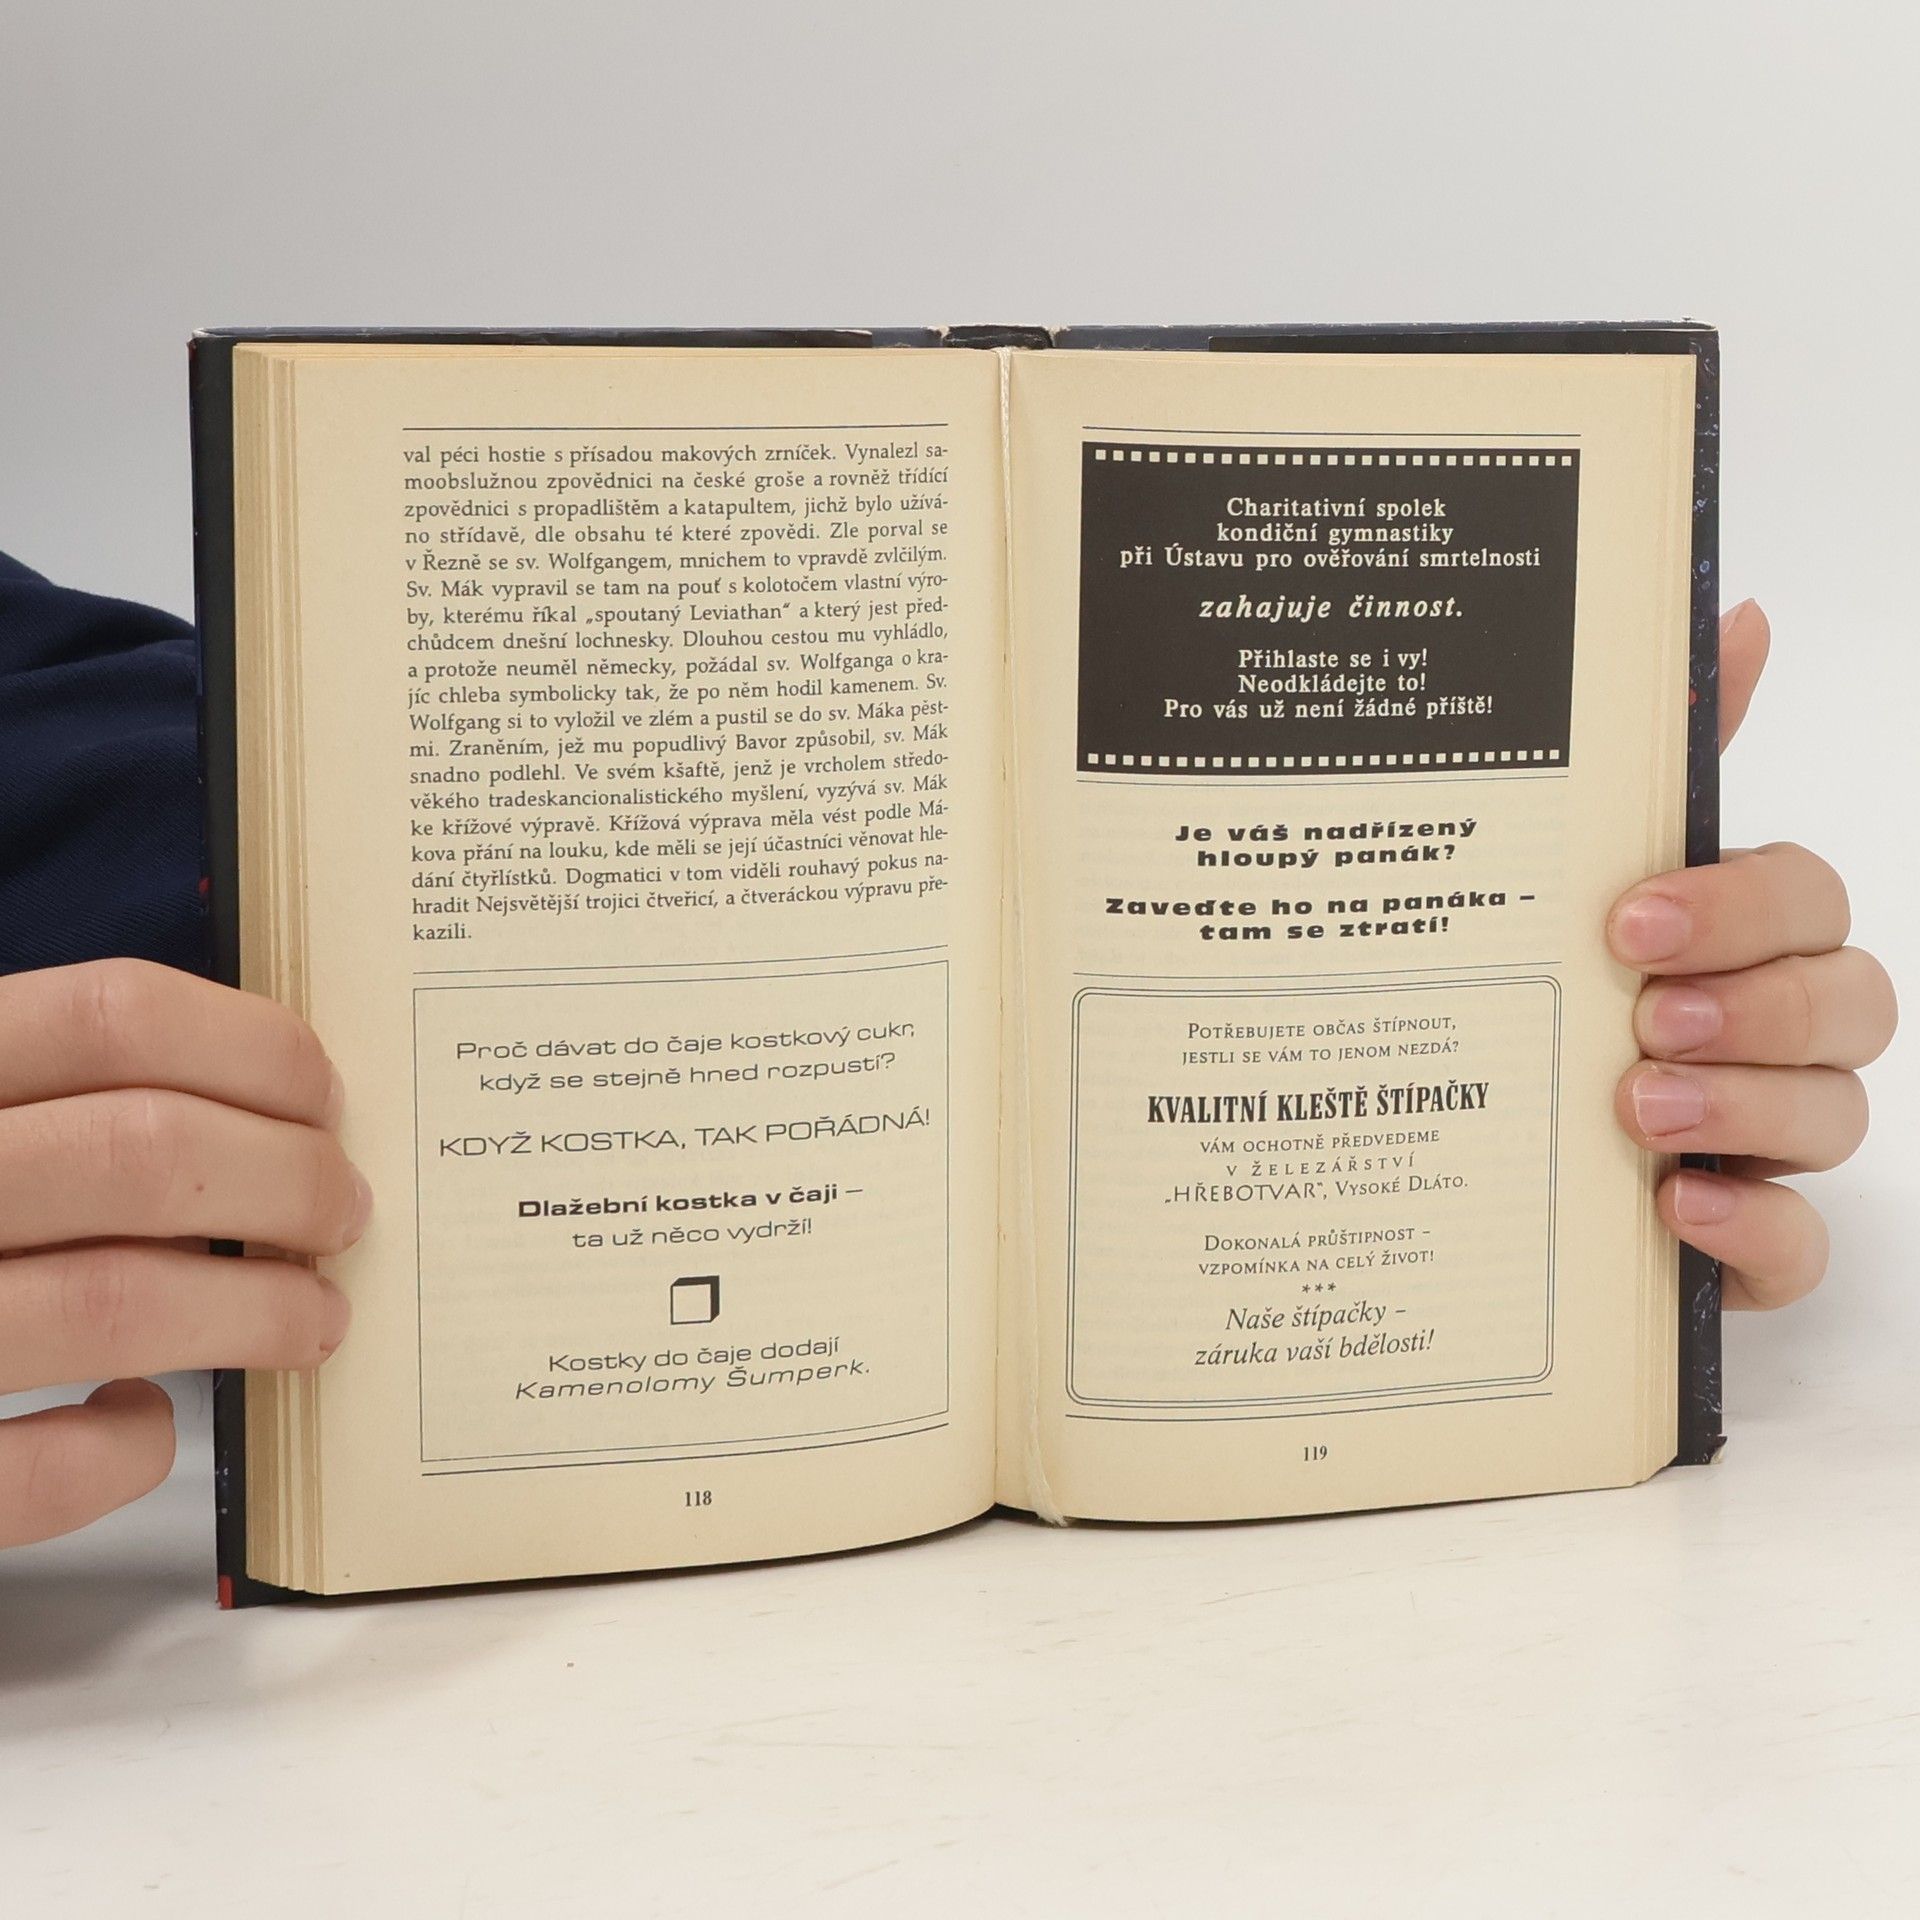 val péci hostie s přísadou makových zrníček. Vynalezl sa-
moobslužnou zpovědnici na české groše a rovněž třídící
zpovědnici s propadlištěm a katapultem, jichž bylo užívá-
no střídavě, dle obsahu té které zpovědi. Zle porval se
v Řezně se sv. Wolfgangem, mnichem to vpravdě zvlčilým.
Sv. Mák vypravil se tam na pouť s kolotočem vlastní výro-
by, kterému říkal „spoutaný Leviathan“ a který jest před-
chůdcem dnešní lochnesky. Dlouhou cestou mu vyhládlo,
a protože neuměl německy, požádal sv. Wolfganga o kra-
jíc chleba symbolicky tak, že po něm hodil kamenem. Sv.
Wolfgang si to vyložil ve zlém a pustil se do sv. Máka pěst-
mi. Zraněním, jež mu popudlivý Bavor způsobil, sv. Mák
snadno podlehl. Ve svém kšaftě, jenž je vrcholem středo-
věkého tradeskancionalistického myšlení, vyzývá sv. Mák
ke křížové výpravě. Křížová výprava měla vést podle Má-
kova přání na louku, kde měli se její účastníci věnovat hle-
dání čtyřlístků. Dogmatici v tom viděli rouhavý pokus na-
hradit Nejsvětější trojici čtveřicí, a čtveráckou výpravu pře-
kazili.
Proč dávat do čaje kostkový cukr,
když se stejně hned rozpustí?
KDYŽ KOSTKA, TAK POŘÁDNÁ!
Dlažební kostka v čaji –
ta už něco vydrží!
Kostky do čaje dodají
Kamenolomy Šumperk.
118
Charitativní spolek
kondiční gymnastiky
při Ústavu pro ověřování smrtelnosti
zahajuje činnost.
Přihlaste se i vy!
Neodkládejte to!
Pro vás už není žádné příště!
Je váš nadřízený
hloupý panák?
Zaveďte ho na panáka –
tam se ztratí!
POTŘEBUJETE OBČAS ŠTÍPNOUT,
JESTLI SE VÁM TO JENOM NEZDÁ?
KVALITNÍ KLEŠTĚ ŠTÍPAČKY
VÁM OCHOTNĚ PŘEDVEDEME
V ŽELEZÁŘSTVÍ
„HŘEBOTVAR“, VYSOKÉ DLÁTO.
DOKONALÁ PRŮŠTIPNOST –
VZPOMÍNKA NA CELÝ ŽIVOT!
***
Naše štípačky –
záruka vaší bdělosti!
119